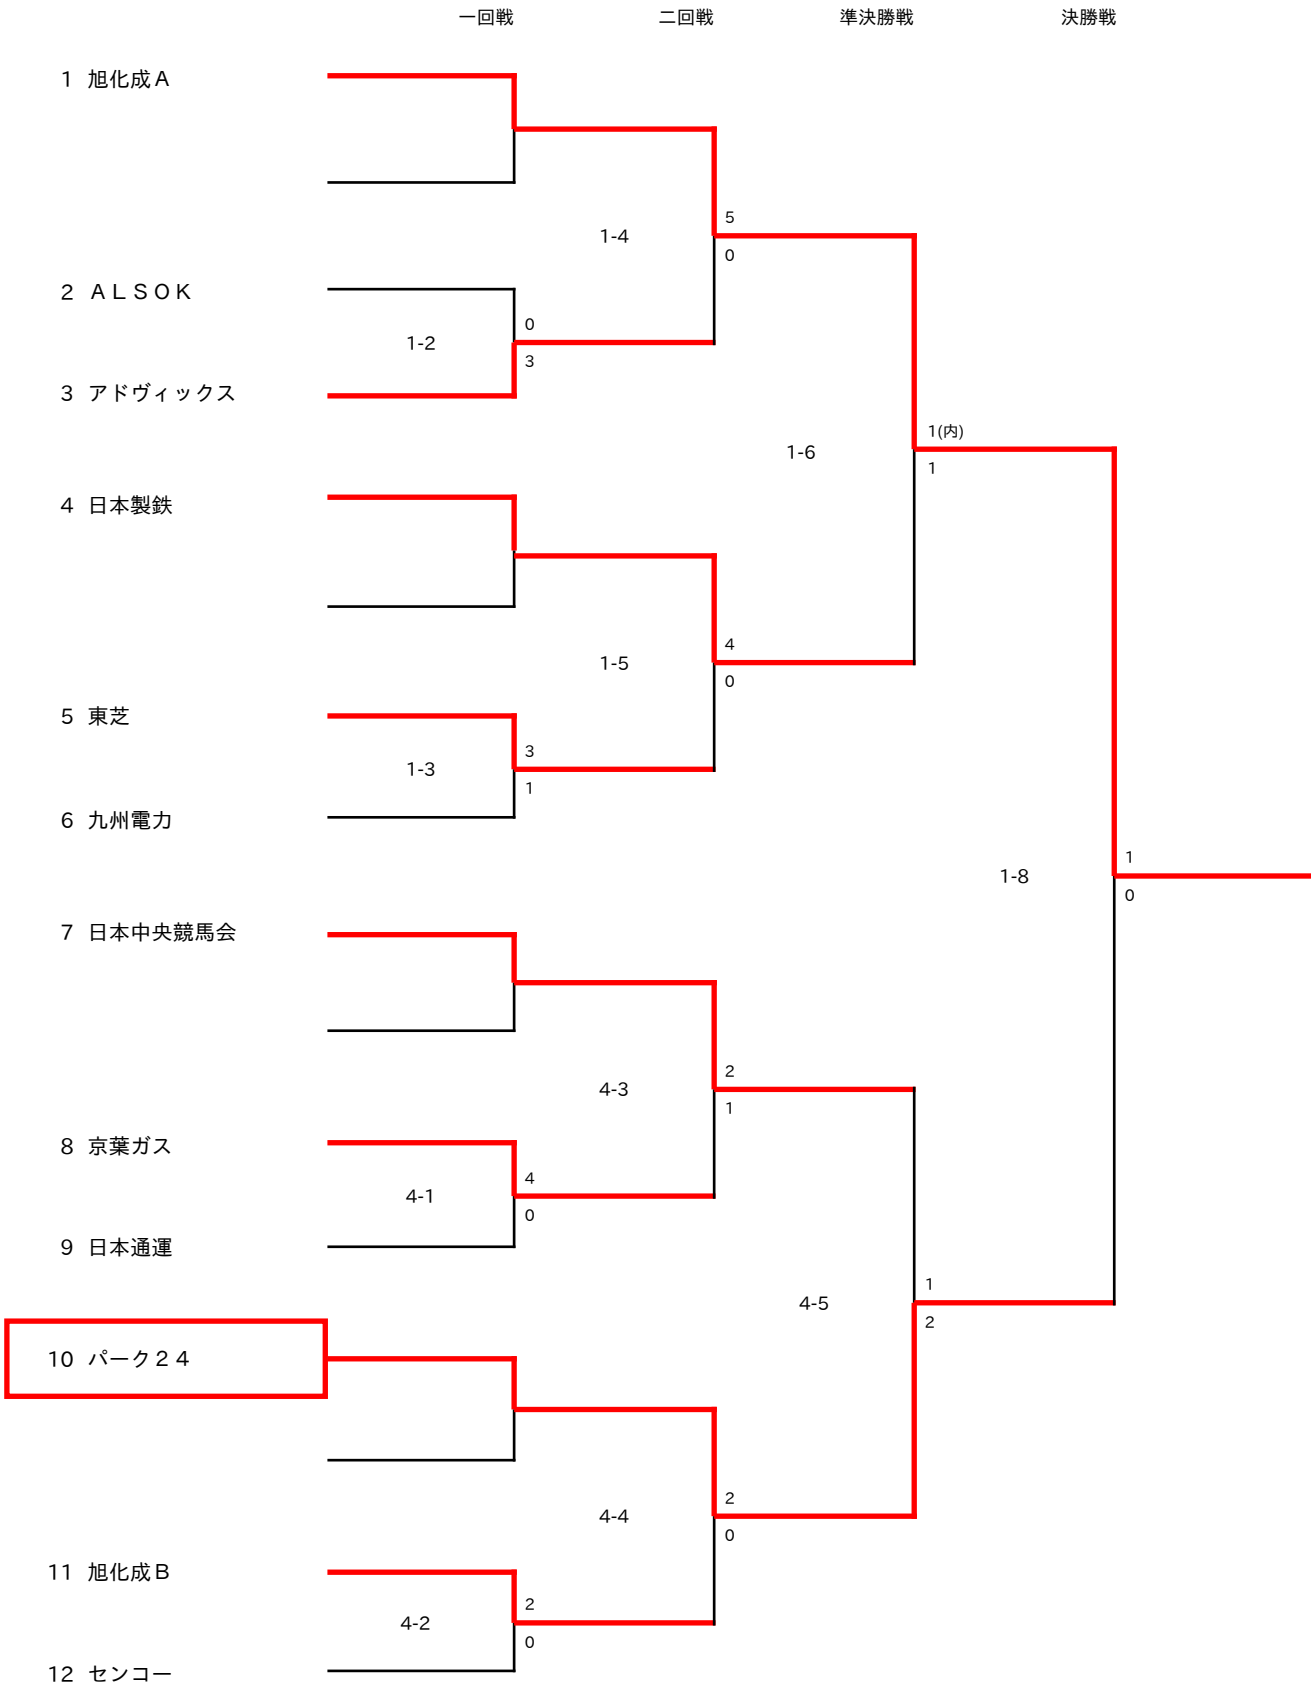 一回戦 二回戦 準決勝戦 決勝戦
1 旭化成Ａ
5
1-4
0
2 ＡＬＳＯＫ
0
1-2
3
3 アドヴィックス
1(内)
1-6
1
4 日本製鉄
4
1-5
0
5 東芝
3
1-3
1
6 九州電力
1
1-8
0
7 日本中央競馬会
2
4-3
1
8 京葉ガス
4
4-1
0
9 日本通運
1
4-5
2
10 パーク２４
2
4-4
0
11 旭化成Ｂ
2
4-2
0
12 センコー